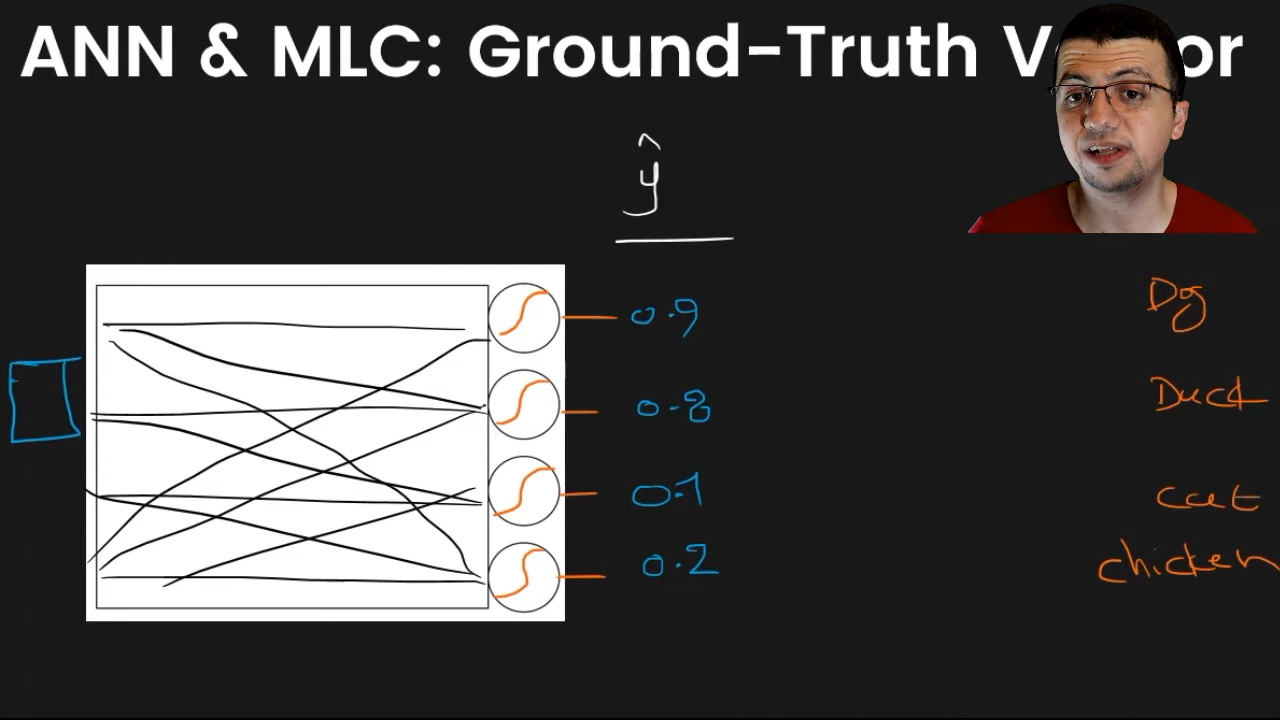 ANN & MLC: Ground-Truth V or
ŷ
0.9 Dog
0.8 Duck
0.1 cat
0.2 chicken